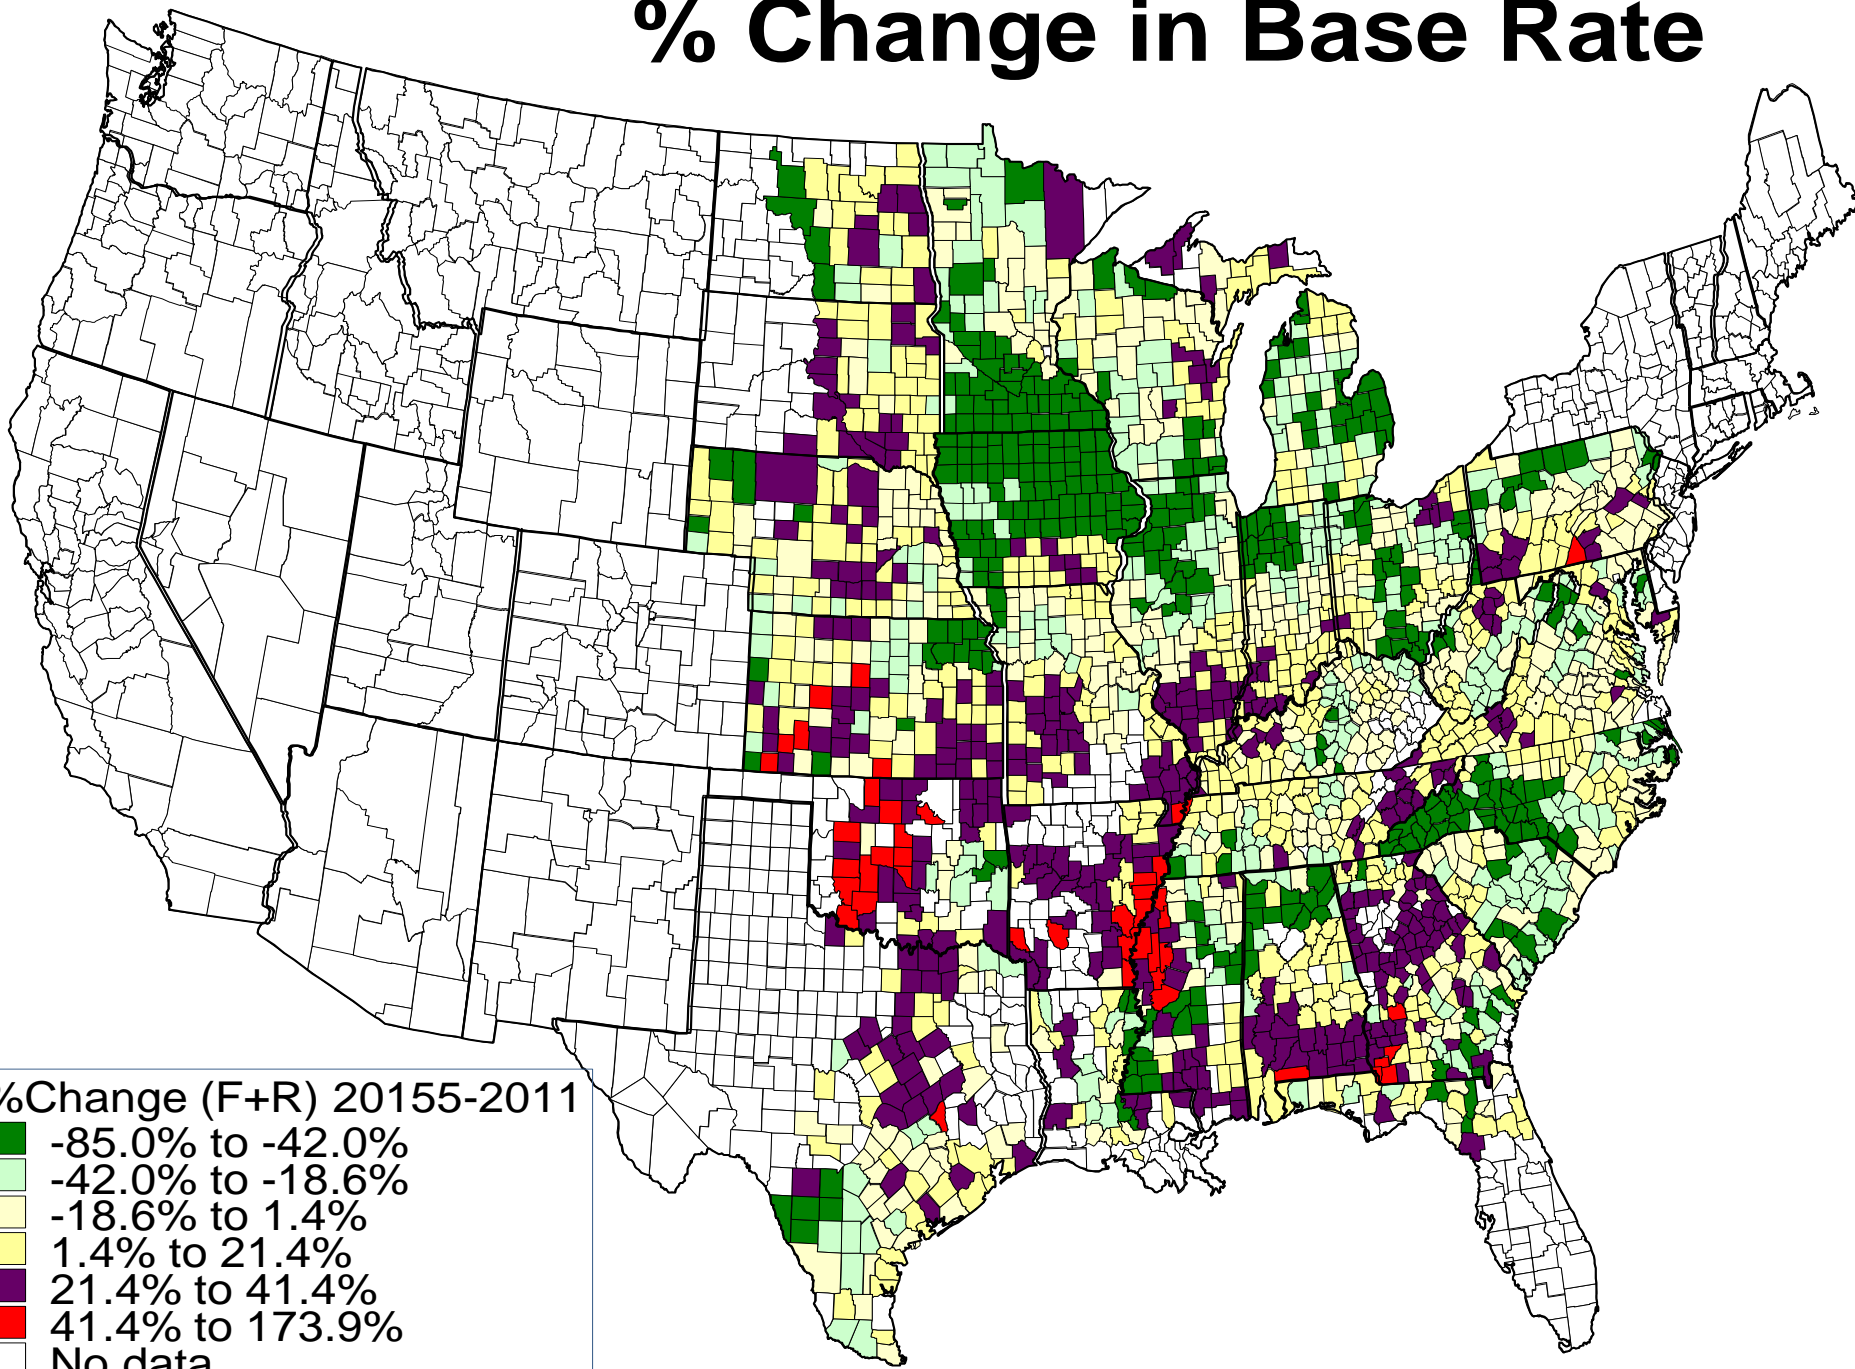 % Change in Base Rate
%Change (F+R) 20155-2011
-85.0% to -42.0%
-42.0% to -18.6%
-18.6% to 1.4%
1.4% to 21.4%
21.4% to 41.4%
41.4% to 173.9%
No data